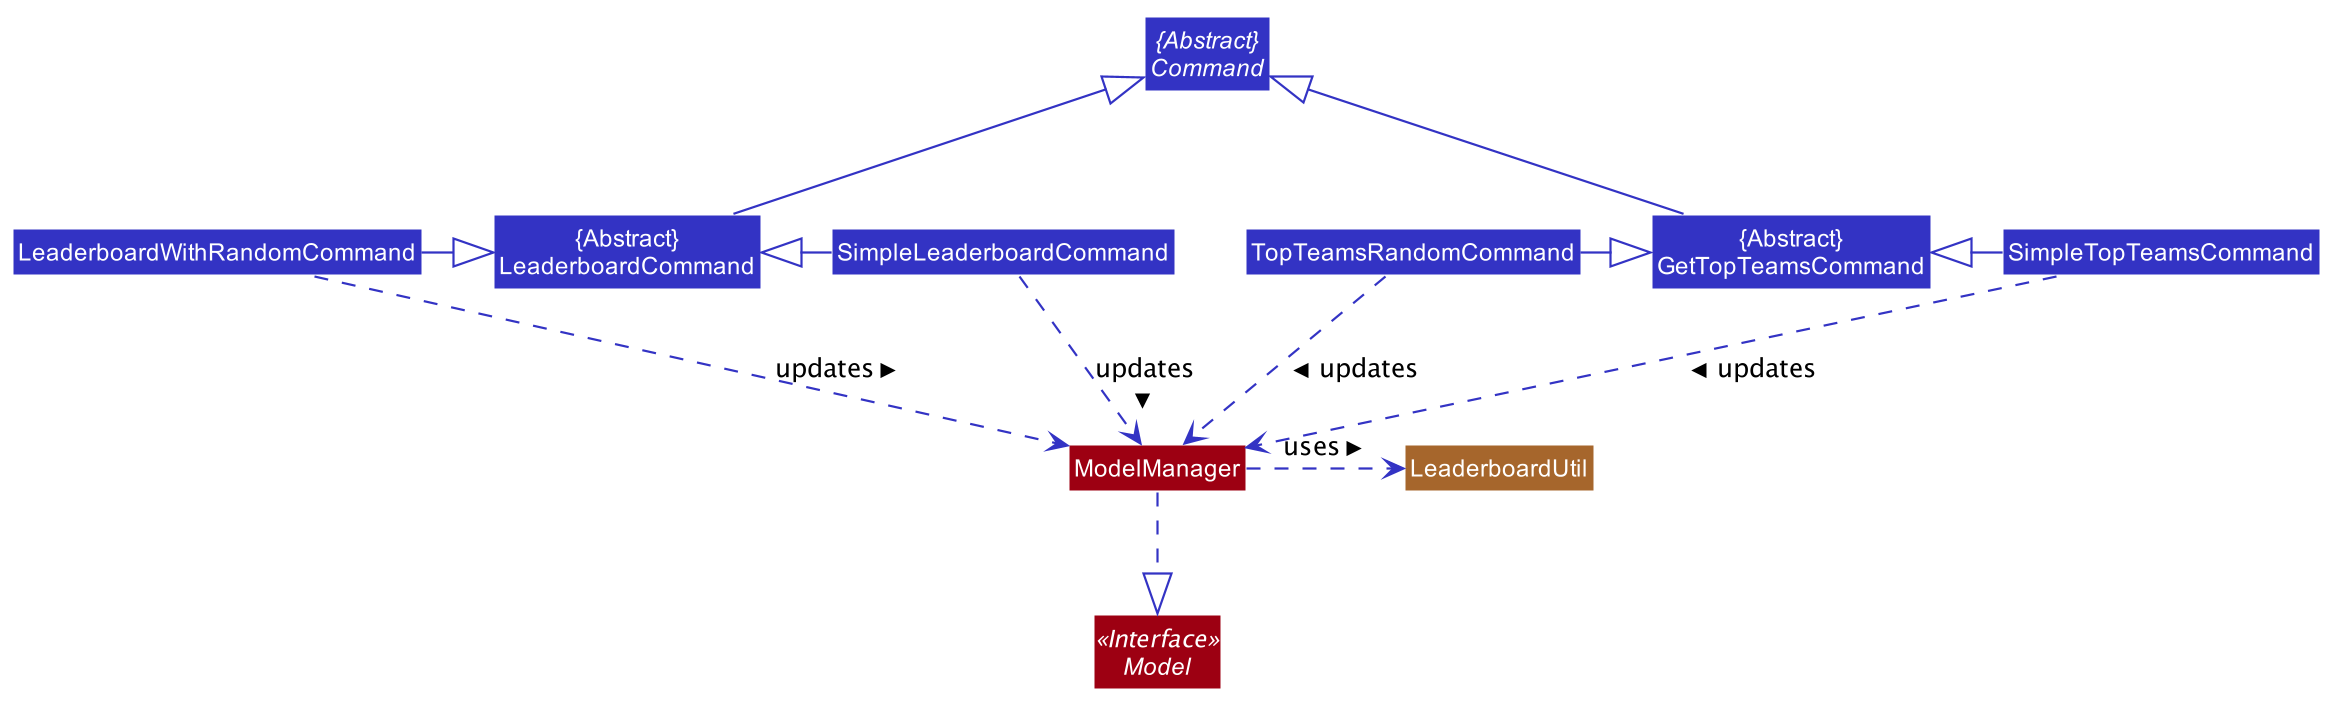 {Abstract}
Command
LeaderboardWithRandomCommand
{Abstract}
LeaderboardCommand
SimpleLeaderboardCommand
TopTeamsRandomCommand
{Abstract}
GetTopTeamsCommand
SimpleTopTeamsCommand
updates ►
updates
▼
◄ updates
◄ updates
ModelManager
uses ►
LeaderboardUtil
«Interface»
Model